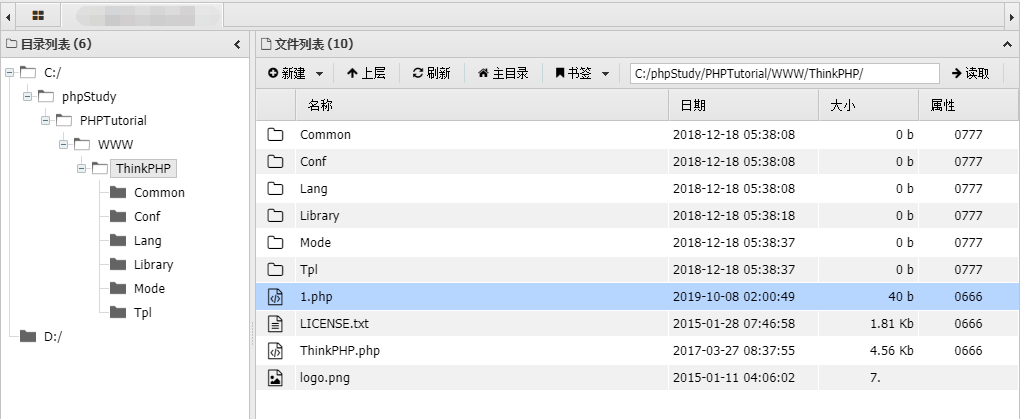 目录列表 (6)
C:/
phpStudy
PHPTutorial
WWW
ThinkPHP
Common
Conf
Lang
Library
Mode
Tpl
D:/
文件列表 (10)
新建 上层 刷新 主目录 书签 C:/phpStudy/PHPTutorial/WWW/ThinkPHP/ 读取
名称 日期 大小 属性
Common 2018-12-18 05:38:08 0 b 0777
Conf 2018-12-18 05:38:08 0 b 0777
Lang 2018-12-18 05:38:08 0 b 0777
Library 2018-12-18 05:38:18 0 b 0777
Mode 2018-12-18 05:38:37 0 b 0777
Tpl 2018-12-18 05:38:37 0 b 0777
1.php 2019-10-08 02:00:49 40 b 0666
LICENSE.txt 2015-01-28 07:46:58 1.81 Kb 0666
ThinkPHP.php 2017-03-27 08:37:55 4.56 Kb 0666
logo.png 2015-01-11 04:06:02 7.